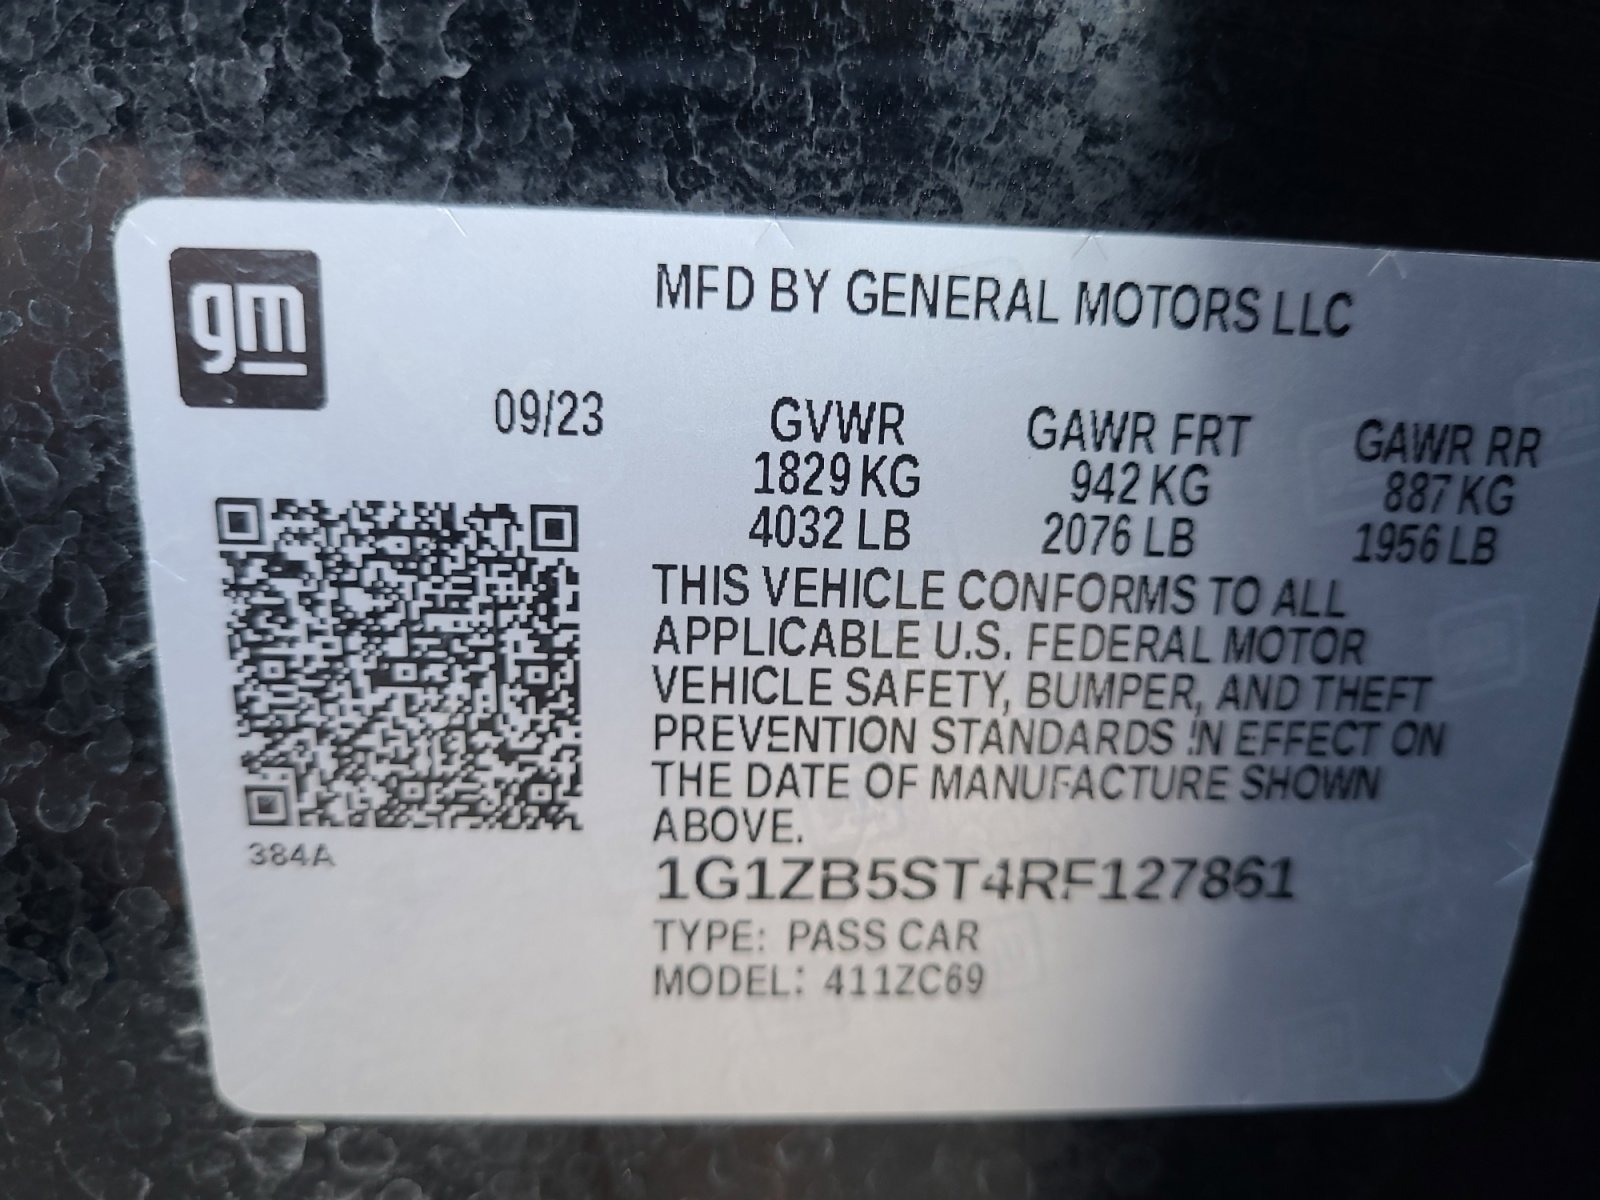 gm
MFD BY GENERAL MOTORS LLC
09/23
GVWR GAWR FRT GAWR RR
1829 KG 942 KG 887 KG
4032 LB 2076 LB 1956 LB
THIS VEHICLE CONFORMS TO ALL
APPLICABLE U.S. FEDERAL MOTOR
VEHICLE SAFETY, BUMPER, AND THEFT
PREVENTION STANDARDS IN EFFECT ON
THE DATE OF MANUFACTURE SHOWN
ABOVE.
384A
1G1ZB5ST4RF127861
TYPE: PASS CAR
MODEL: 411ZC69